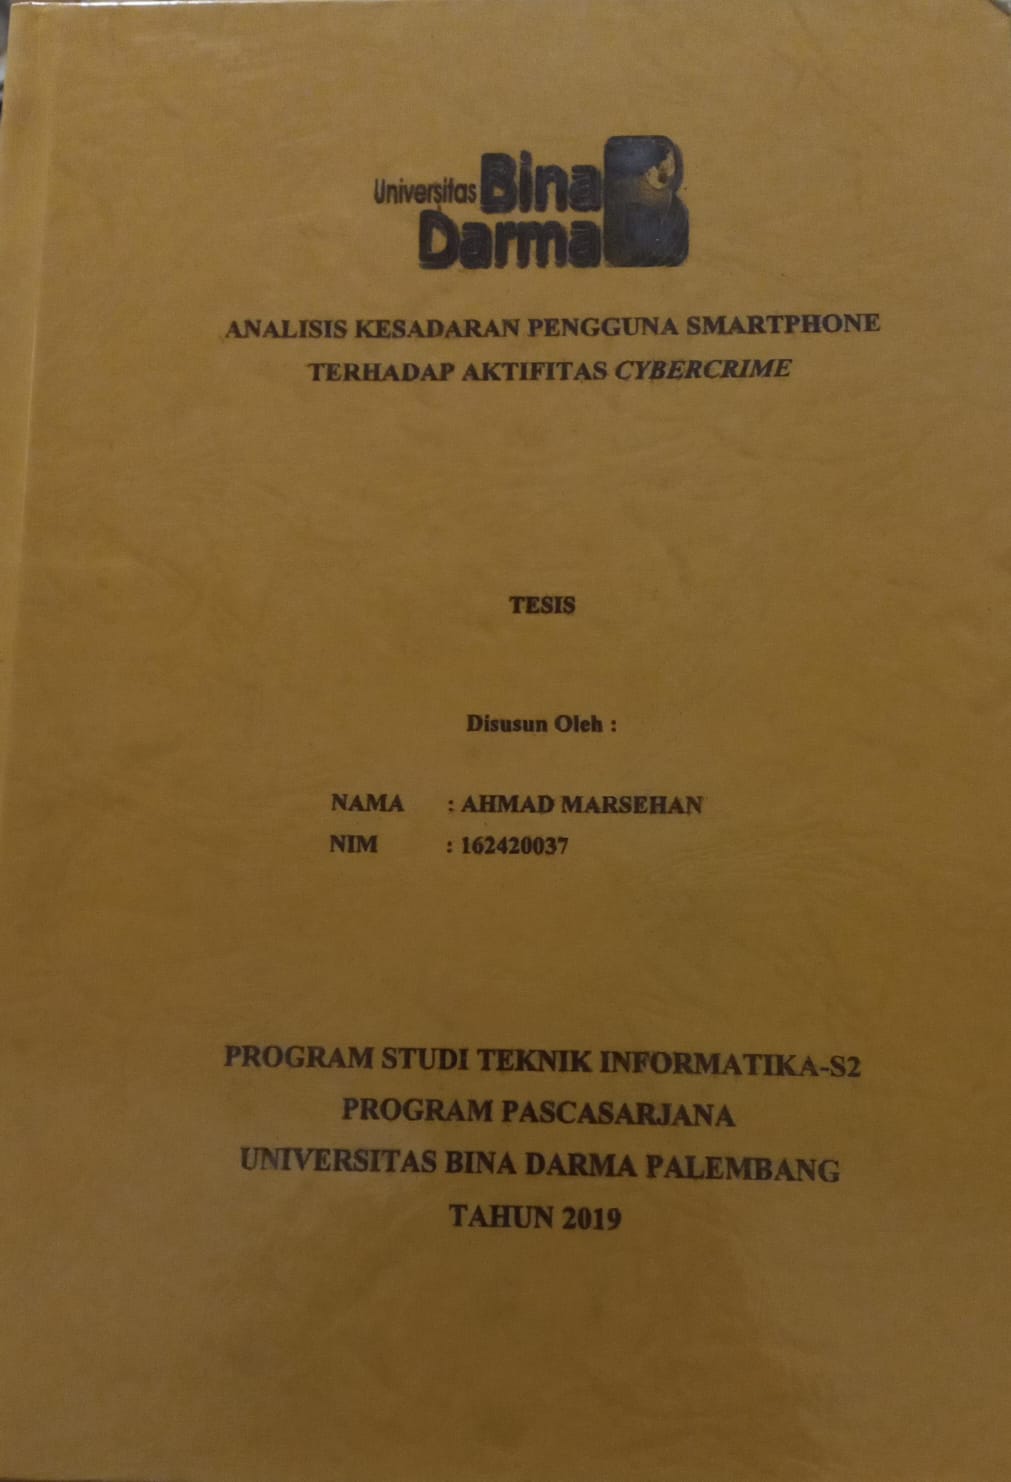 Universitas Bina
Darma
ANALISIS KESADARAN PENGGUNA SMARTPHONE
TERHADAP AKTIFITAS CYBERCRIME
TESIS
Disusun Oleh :
NAMA : AHMAD MARSEHAN
NIM : 162420037
PROGRAM STUDI TEKNIK INFORMATIKA-S2
PROGRAM PASCASARJANA
UNIVERSITAS BINA DARMA PALEMBANG
TAHUN 2019